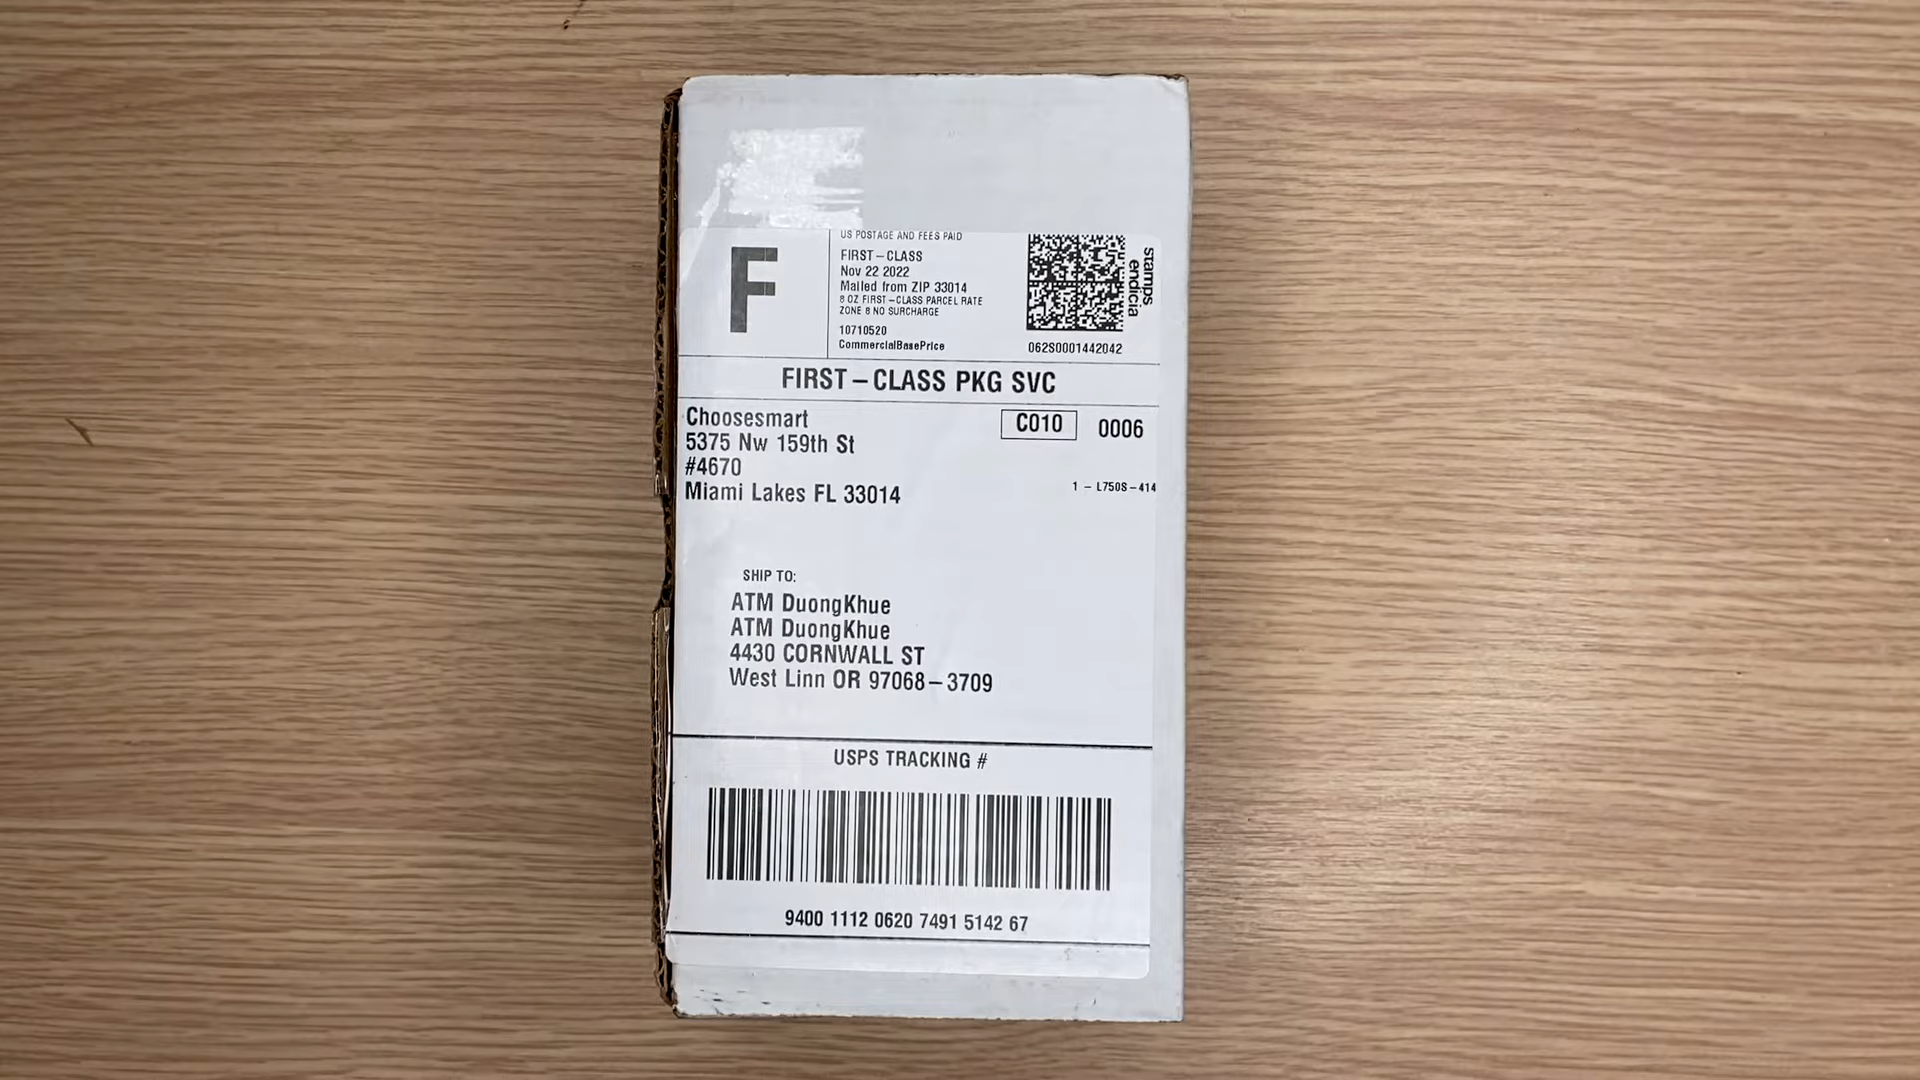 F
US POSTAGE AND FEES PAID
FIRST-CLASS
Nov 22 2022
Mailed from ZIP 33014
8 OZ FIRST-CLASS PARCEL RATE
ZONE 8 NO SURCHARGE
10710520
CommercialBasePrice
stamps
endicia
062S0001442042
FIRST-CLASS PKG SVC
Choosesmart
5375 Nw 159th St
#4670
Miami Lakes FL 33014
C010
0006
1 - L750S-414
SHIP TO:
ATM DuongKhue
ATM DuongKhue
4430 CORNWALL ST
West Linn OR 97068-3709
USPS TRACKING #
9400 1112 0620 7491 5142 67